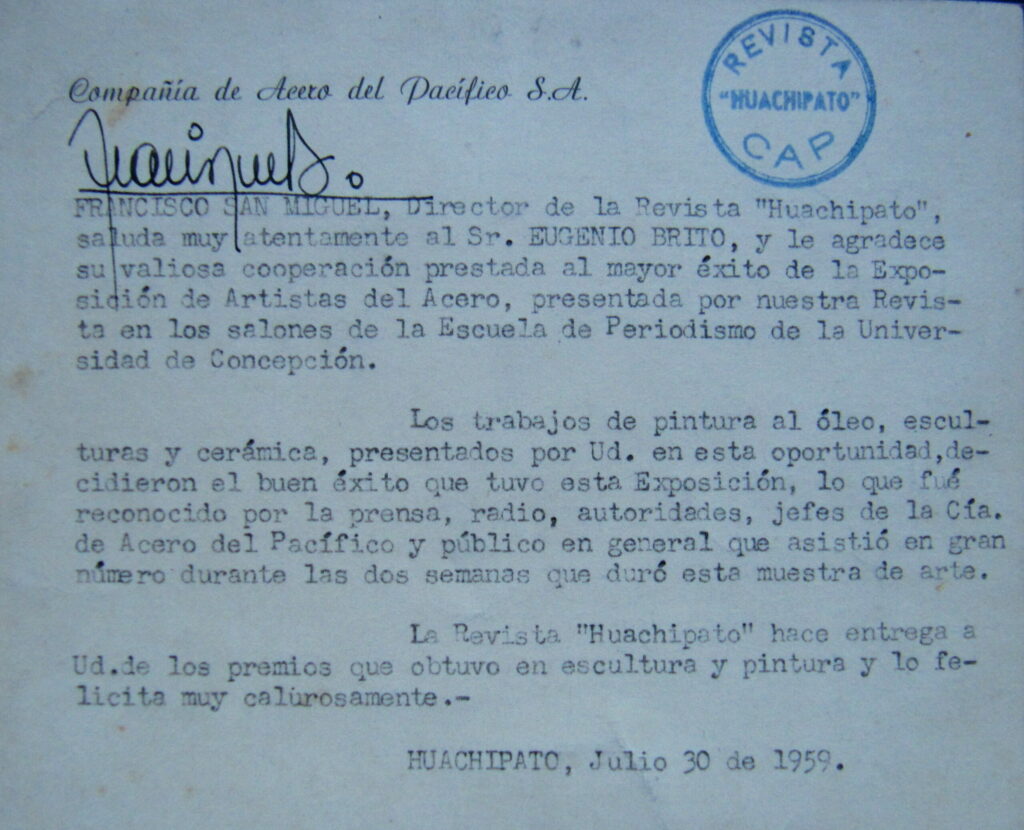 Compañía de Acero del Pacífico S.A.
REVISTA
"HUACHIPATO"
CAP
FRANCISCO SAN MIGUEL, Director de la Revista "Huachipato",
saluda muy atentamente al Sr. EUGENIO BRITO, y le agradece
su valiosa cooperación prestada al mayor éxito de la Expo-
sición de Artistas del Acero, presentada por nuestra Revis-
ta en los salones de la Escuela de Periodismo de la Univer-
sidad de Concepción.
Los trabajos de pintura al óleo, escul-
turas y cerámica, presentados por Ud. en esta oportunidad,de-
cidieron el buen éxito que tuvo esta Exposición, lo que fué
reconocido por la prensa, radio, autoridades, jefes de la Cía.
de Acero del Pacífico y público en general que asistió en gran
número durante las dos semanas que duró esta muestra de arte.
La Revista "Huachipato" hace entrega a
Ud.de los premios que obtuvo en escultura y pintura y lo fe-
licita muy calurosamente.-
HUACHIPATO, Julio 30 de 1959.